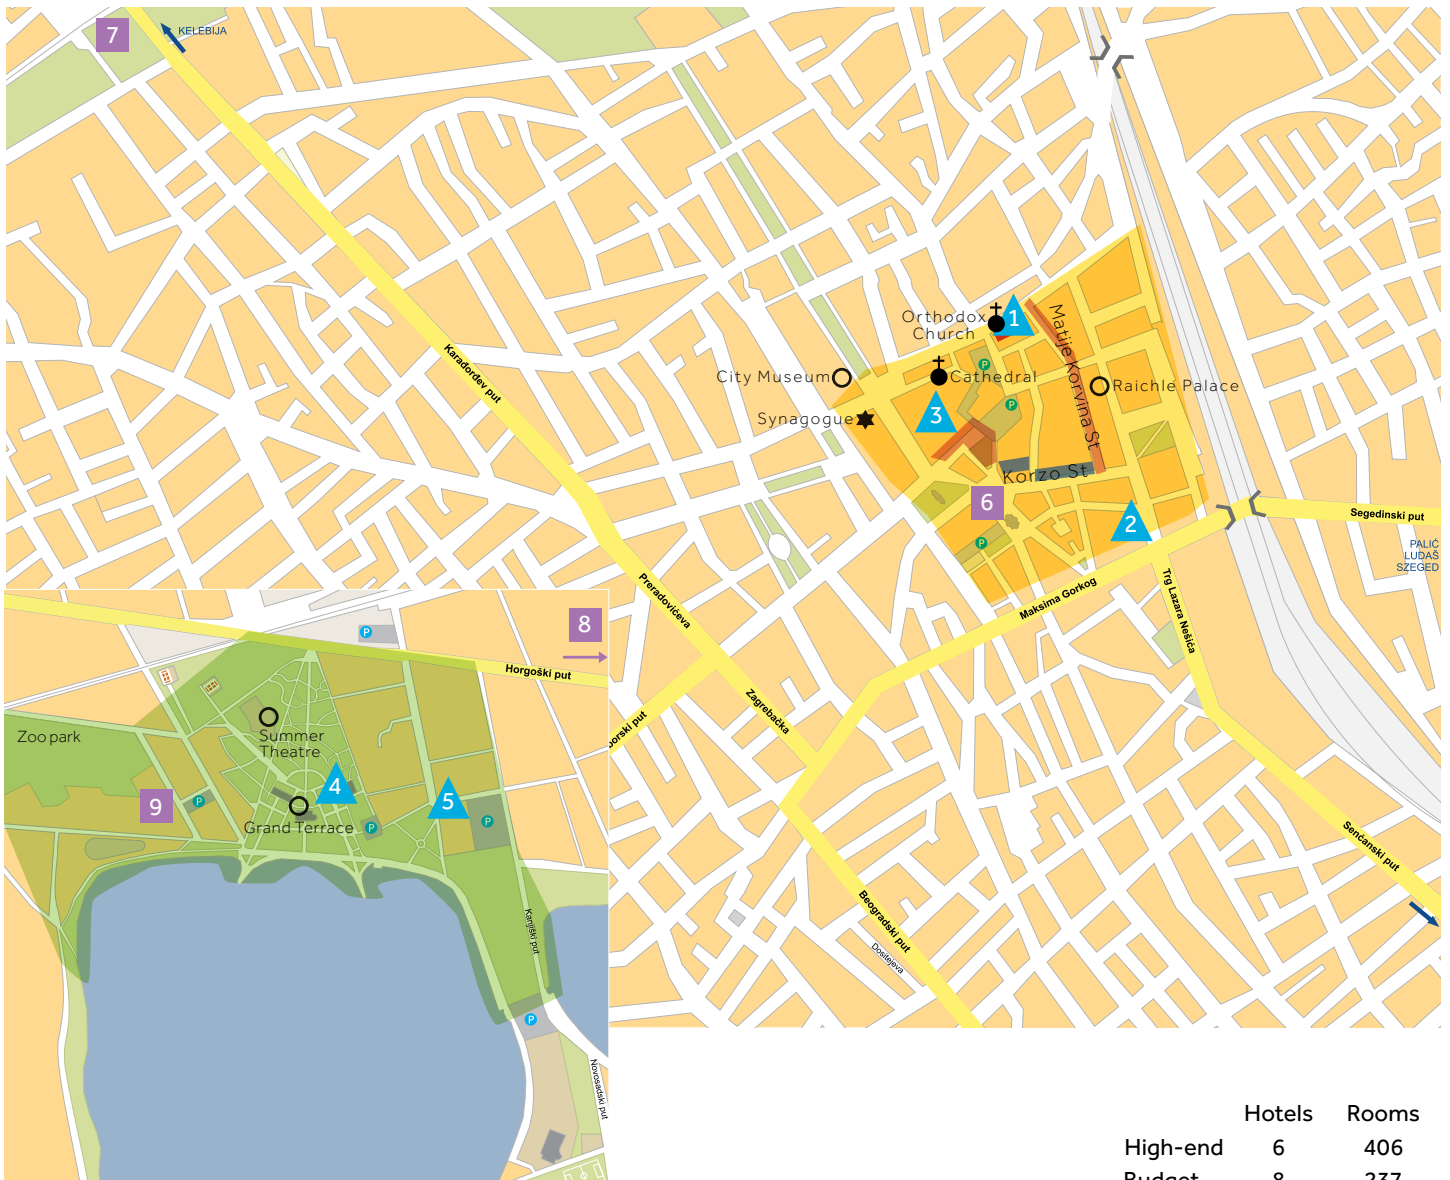 7
KELEBIJA
Karađorđev put
Orthodox
Church
1
Matije Korvina St
City Museum
P
Cathedral
Raichle Palace
Synagogue
3
P
Korzo St
6
2
P
Segedinski put
PALIĆ
LUDAŠ
SZEGED
Preradovićeva
Maksima Gorkog
Trg Lazara Nešića
Zagrebačka
Senćanski put
Beogradski put
Dositejeva
P
8
Horgoški put
Zoo park
Summer
Theatre
4
5
9
P
P
P
Grand Terrace
Kanjiški put
P
Novosadski put
Hotels Rooms
High-end 6 406
Budget 8 237